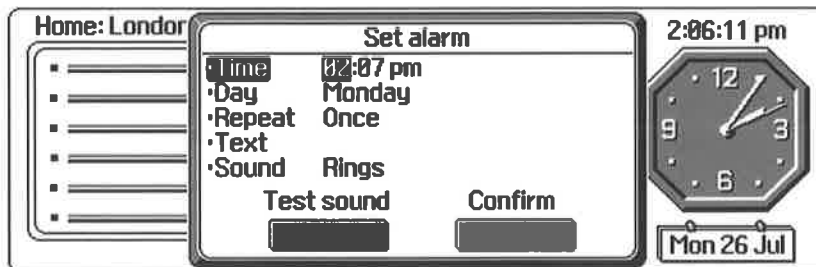 Home: London
Set alarm
2:06:11 pm
•Time 02:07 pm
•Day Monday
•Repeat Once
•Text
•Sound Rings
Test sound Confirm
12
9 3
6
Mon 26 Jul